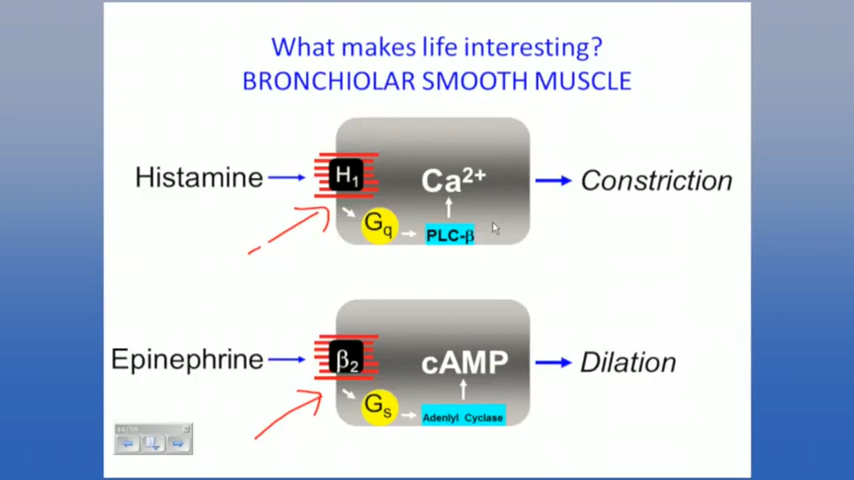 What makes life interesting?
BRONCHIOLAR SMOOTH MUSCLE
Histamine
H₁
Ca²⁺
Constriction
Gq
PLC-β
Epinephrine
β₂
cAMP
Dilation
Gₛ
Adenlyl Cyclase